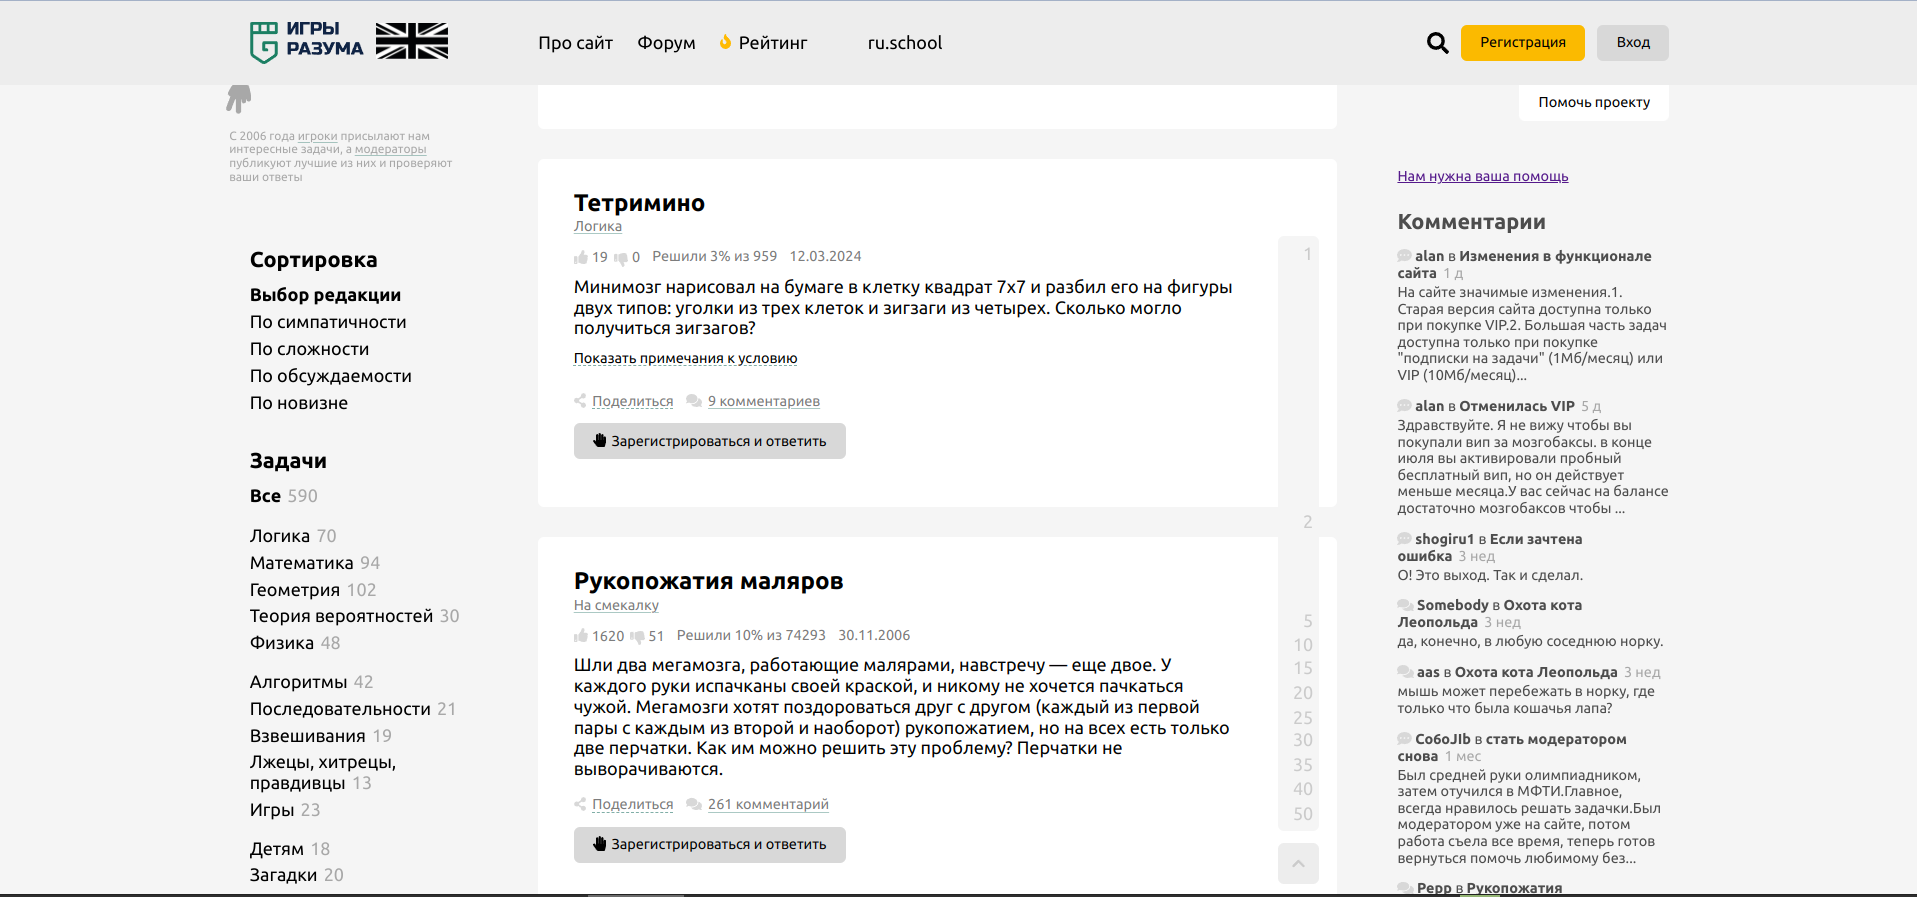 ИГРЫ
РАЗУМА
Про сайт
Форум
Рейтинг
ru.school
Регистрация
Вход
С 2006 года игроки присылают нам
интересные задачи, а модераторы
публикуют лучшие из них и проверяют
ваши ответы
Сортировка
Выбор редакции
По симпатичности
По сложности
По обсуждаемости
По новизне
Задачи
Все 590
Логика 70
Математика 94
Геометрия 102
Теория вероятностей 30
Физика 48
Алгоритмы 42
Последовательности 21
Взвешивания 19
Лжецы, хитрецы,
правдивцы 13
Игры 23
Детям 18
Загадки 20
Тетримино
Логика
19 0 Решили 3% из 959 12.03.2024
Минимозг нарисовал на бумаге в клетку квадрат 7x7 и разбил его на фигуры
двух типов: уголки из трех клеток и зигзаги из четырех. Сколько могло
получиться зигзагов?
Показать примечания к условию
Поделиться 9 комментариев
Зарегистрироваться и ответить
Рукопожатия маляров
На смекалку
1620 51 Решили 10% из 74293 30.11.2006
Шли два мегамозга, работающие малярами, навстречу — еще двое. У
каждого руки испачканы своей краской, и никому не хочется пачкаться
чужой. Мегамозги хотят поздороваться друг с другом (каждый из первой
пары с каждым из второй и наоборот) рукопожатием, но на всех есть только
две перчатки. Как им можно решить эту проблему? Перчатки не
выворачиваются.
Поделиться 261 комментарий
Зарегистрироваться и ответить
1
2
5
10
15
20
25
30
35
40
50
Помочь проекту
Нам нужна ваша помощь
Комментарии
alan в Изменения в функционале
сайта 1 д
На сайте значимые изменения.1.
Старая версия сайта доступна только
при покупке VIP.2. Большая часть задач
доступна только при покупке
"подписки на задачи" (1Мб/месяц) или
VIP (10Мб/месяц)...
alan в Отменилась VIP 5 д
Здравствуйте. Я не вижу чтобы вы
покупали вип за мозгобаксы. в конце
июля вы активировали пробный
бесплатный вип, но он действует
меньше месяца.У вас сейчас на балансе
достаточно мозгобаксов чтобы ...
shogiru1 в Если зачтена
ошибка 3 нед
О! Это выход. Так и сделал.
Somebody в Охота кота
Леопольда 3 нед
да, конечно, в любую соседнюю норку.
aas в Охота кота Леопольда 3 нед
мышь может перебежать в норку, где
только что была кошачья лапа?
Co6oJIb в стать модератором
снова 1 мес
Был средней руки олимпиадником,
затем отучился в МФТИ.Главное,
всегда нравилось решать задачки.Был
модератором уже на сайте, потом
работа съела все время, теперь готов
вернуться помочь любимому без...
Pepp в Рукопожатия